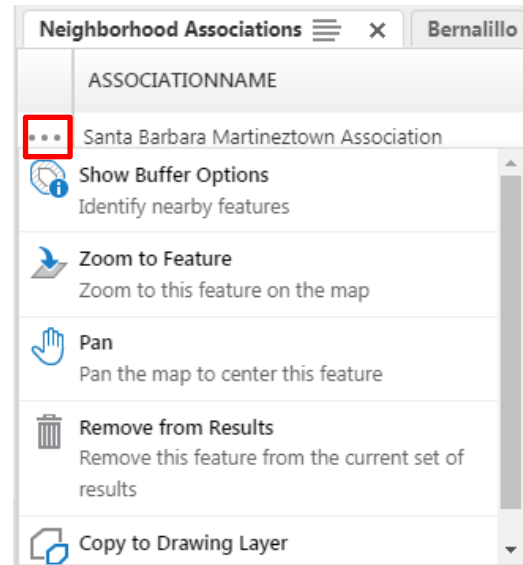 Neighborhood Associations Bernalillo
ASSOCIATIONNAME
Santa Barbara Martineztown Association
Show Buffer Options
Identify nearby features
Zoom to Feature
Zoom to this feature on the map
Pan
Pan the map to center this feature
Remove from Results
Remove this feature from the current set of
results
Copy to Drawing Layer